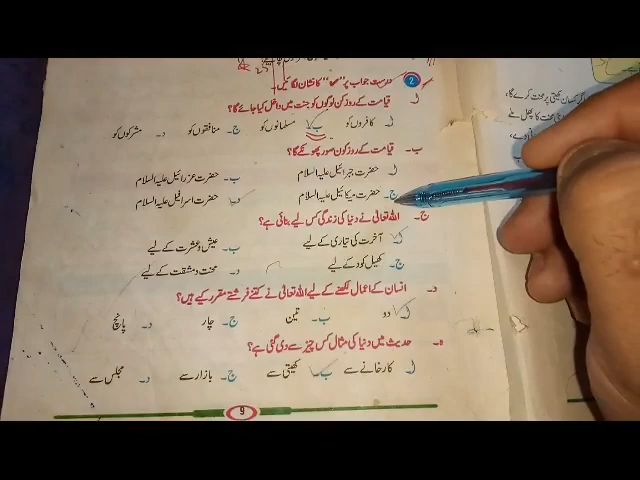 2 درست جواب پر "✓" کا نشان لگائیں۔
ا۔ قیامت کے روز کن لوگوں کو جنت میں داخل کیا جائے گا؟
ا۔ کافروں کو ب۔ مسلمانوں کو ج۔ منافقوں کو د۔ مشرکوں کو
ب۔ قیامت کے روز کون صور پھونکے گا؟
ا۔ حضرت جبرائیل علیہ السلام ب۔ حضرت عزرائیل علیہ السلام
ج۔ حضرت میکائیل علیہ السلام د۔ حضرت اسرافیل علیہ السلام
ج۔ اللہ تعالیٰ نے دنیا کی زندگی کس لیے بنائی ہے؟
ا۔ آخرت کی تیاری کے لیے ب۔ عیش و عشرت کے لیے
ج۔ کھیل کود کے لیے د۔ محنت و مشقت کے لیے
د۔ انسان کے اعمال لکھنے کے لیے اللہ تعالیٰ نے کتنے فرشتے مقرر کیے ہیں؟
ا۔ دو ب۔ تین ج۔ چار د۔ پانچ
ہ۔ حدیث میں دنیا کی مثال کس چیز سے دی گئی ہے؟
ا۔ کارخانے سے ب۔ کھیتی سے ج۔ بازار سے د۔ مجلس سے
9